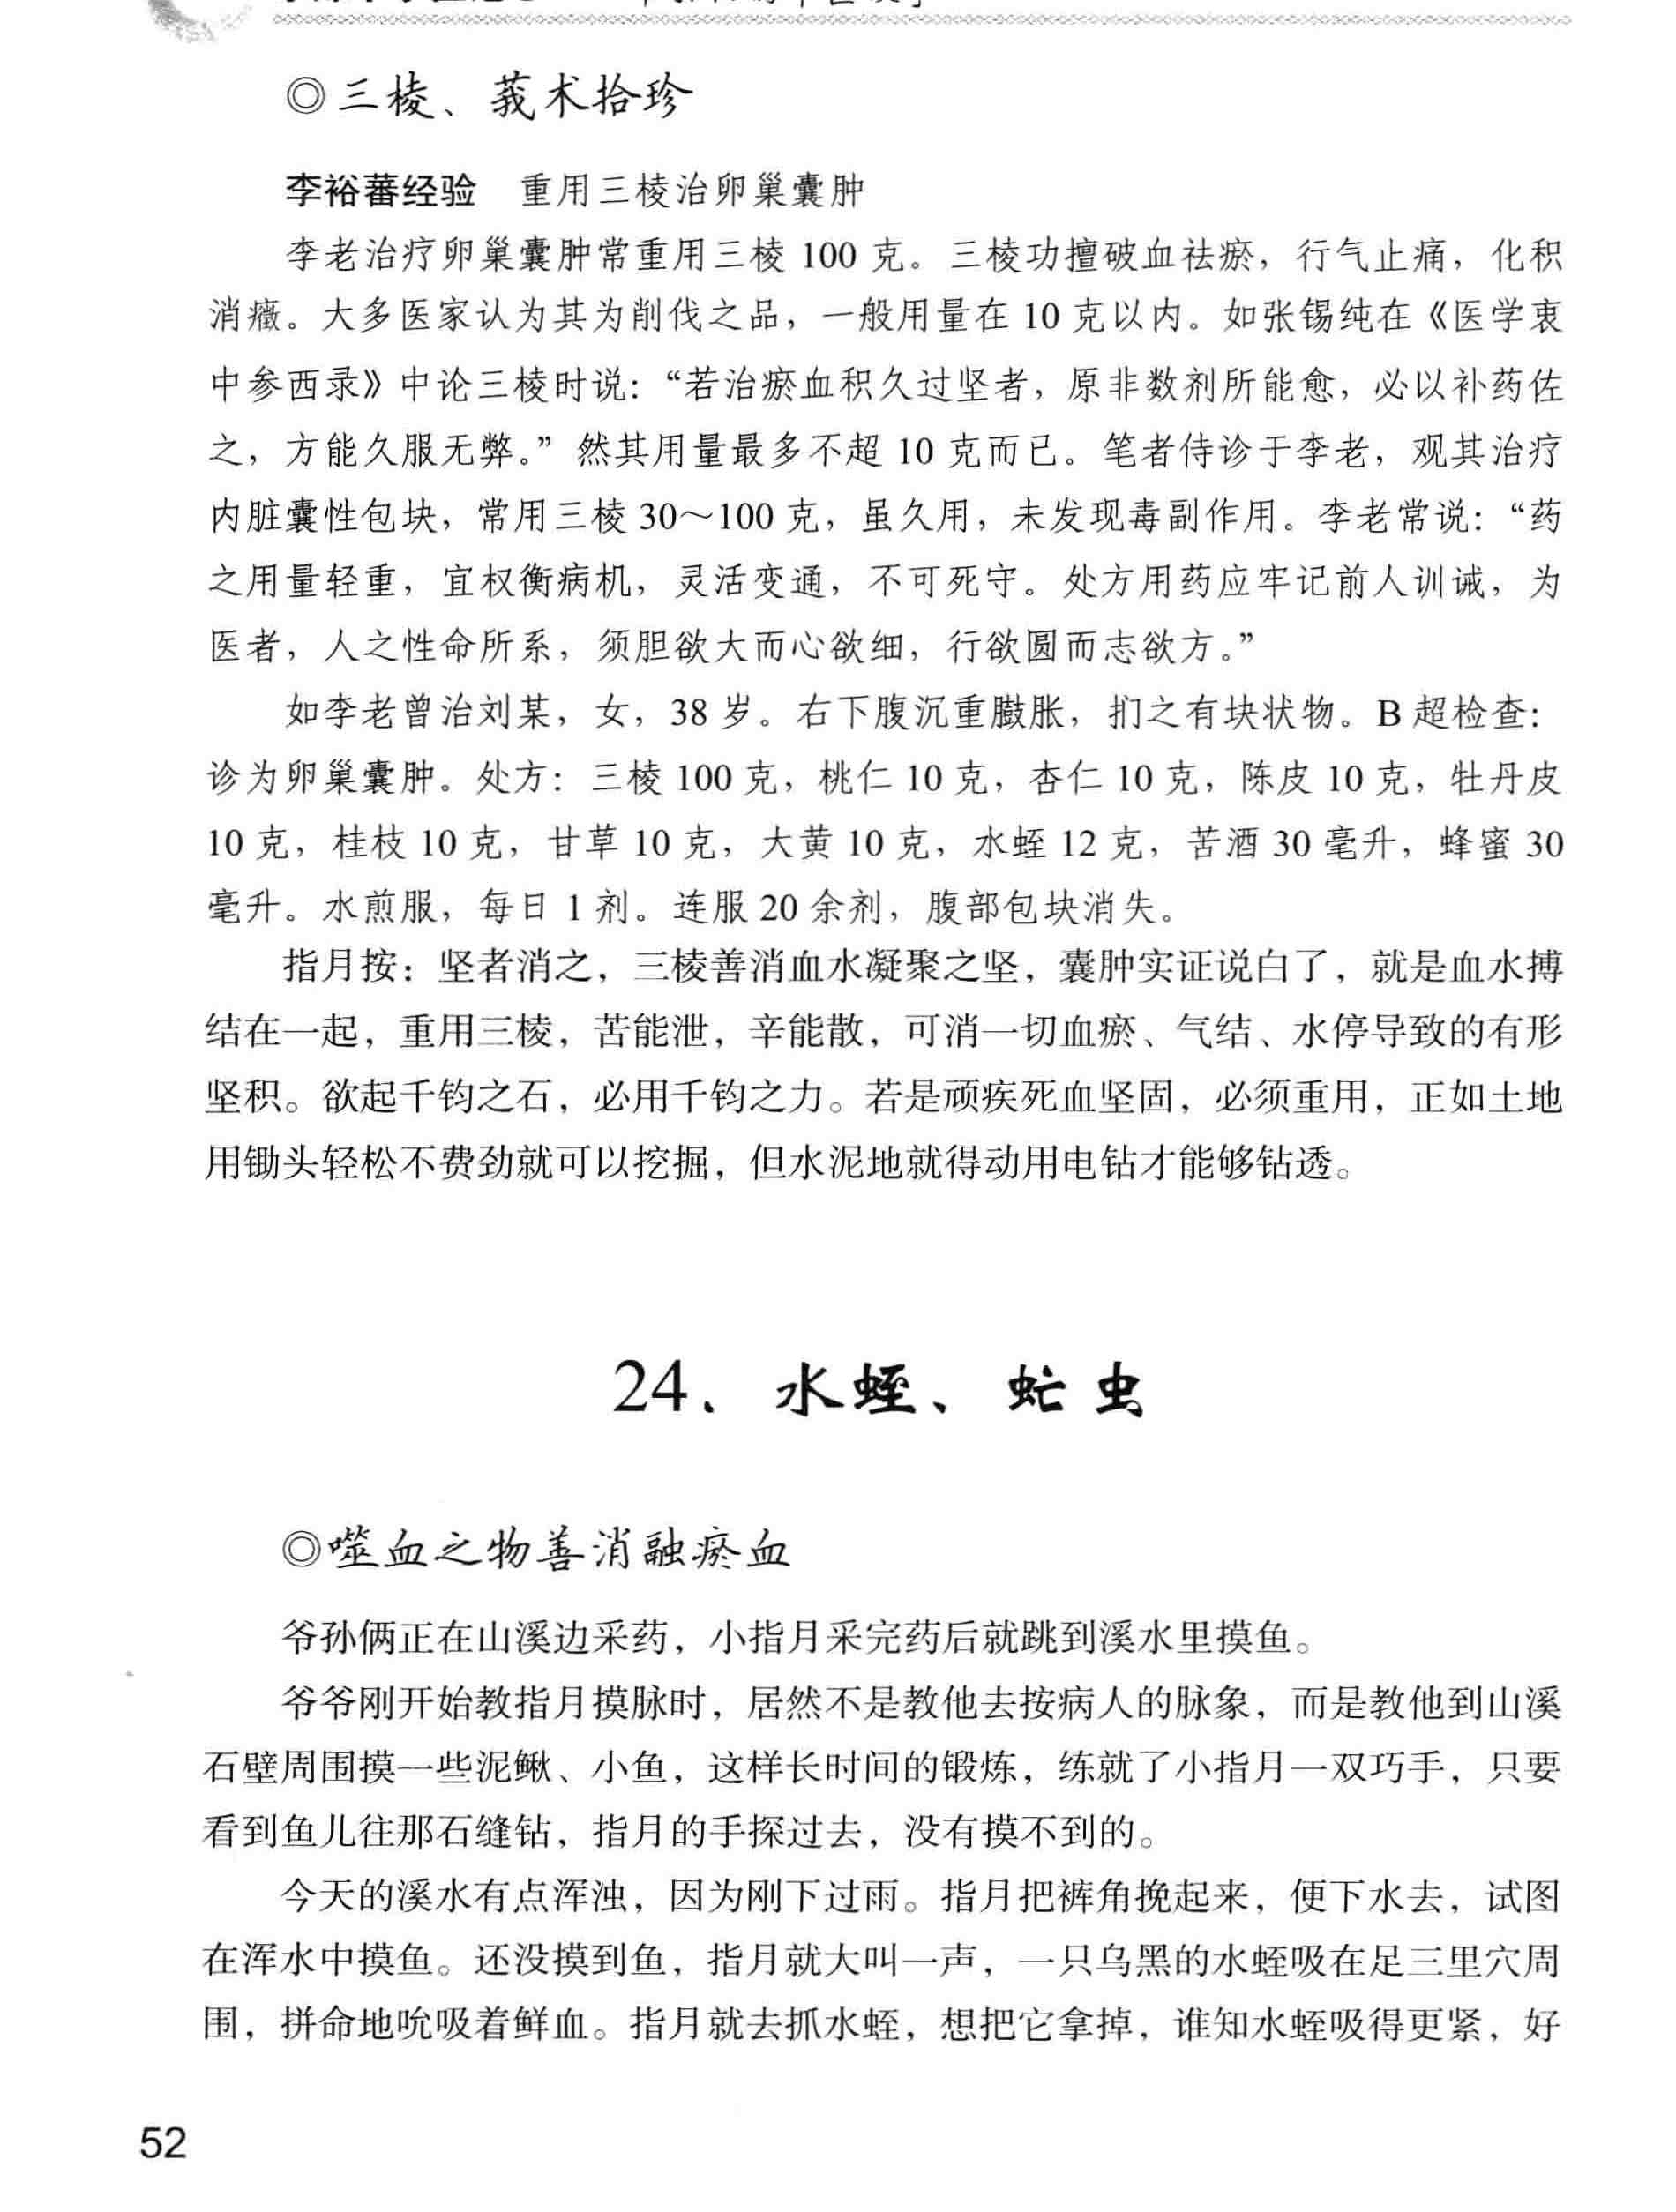 ◎三棱、莪术拾珍
李裕蕃经验 重用三棱治卵巢囊肿
李老治疗卵巢囊肿常重用三棱 100 克。三棱功擅破血祛瘀，行气止痛，化积
消癥。大多医家认为其为削伐之品，一般用量在 10 克以内。如张锡纯在《医学衷
中参西录》中论三棱时说：“若治瘀血积久过坚者，原非数剂所能愈，必以补药佐
之，方能久服无弊。”然其用量最多不超 10 克而已。笔者侍诊于李老，观其治疗
内脏囊性包块，常用三棱 30～100 克，虽久用，未发现毒副作用。李老常说：“药
之用量轻重，宜权衡病机，灵活变通，不可死守。处方用药应牢记前人训诫，为
医者，人之性命所系，须胆欲大而心欲细，行欲圆而志欲方。”
如李老曾治刘某，女，38 岁。右下腹沉重臌胀，扪之有块状物。B 超检查：
诊为卵巢囊肿。处方：三棱 100 克，桃仁 10 克，杏仁 10 克，陈皮 10 克，牡丹皮
10 克，桂枝 10 克，甘草 10 克，大黄 10 克，水蛭 12 克，苦酒 30 毫升，蜂蜜 30
毫升。水煎服，每日 1 剂。连服 20 余剂，腹部包块消失。
指月按：坚者消之，三棱善消血水凝聚之坚，囊肿实证说白了，就是血水搏
结在一起，重用三棱，苦能泄，辛能散，可消一切血瘀、气结、水停导致的有形
坚积。欲起千钧之石，必用千钧之力。若是顽疾死血坚固，必须重用，正如土地
用锄头轻松不费劲就可以挖掘，但水泥地就得动用电钻才能够钻透。
24、水蛭、虻虫
◎噬血之物善消融瘀血
爷孙俩正在山溪边采药，小指月采完药后就跳到溪水里摸鱼。
爷爷刚开始教指月摸脉时，居然不是教他去按病人的脉象，而是教他到山溪
石壁周围摸一些泥鳅、小鱼，这样长时间的锻炼，练就了小指月一双巧手，只要
看到鱼儿往那石缝钻，指月的手探过去，没有摸不到的。
今天的溪水有点浑浊，因为刚下过雨。指月把裤角挽起来，便下水去，试图
在浑水中摸鱼。还没摸到鱼，指月就大叫一声，一只乌黑的水蛭吸在足三里穴周
围，拼命地吮吸着鲜血。指月就去抓水蛭，想把它拿掉，谁知水蛭吸得更紧，好
52